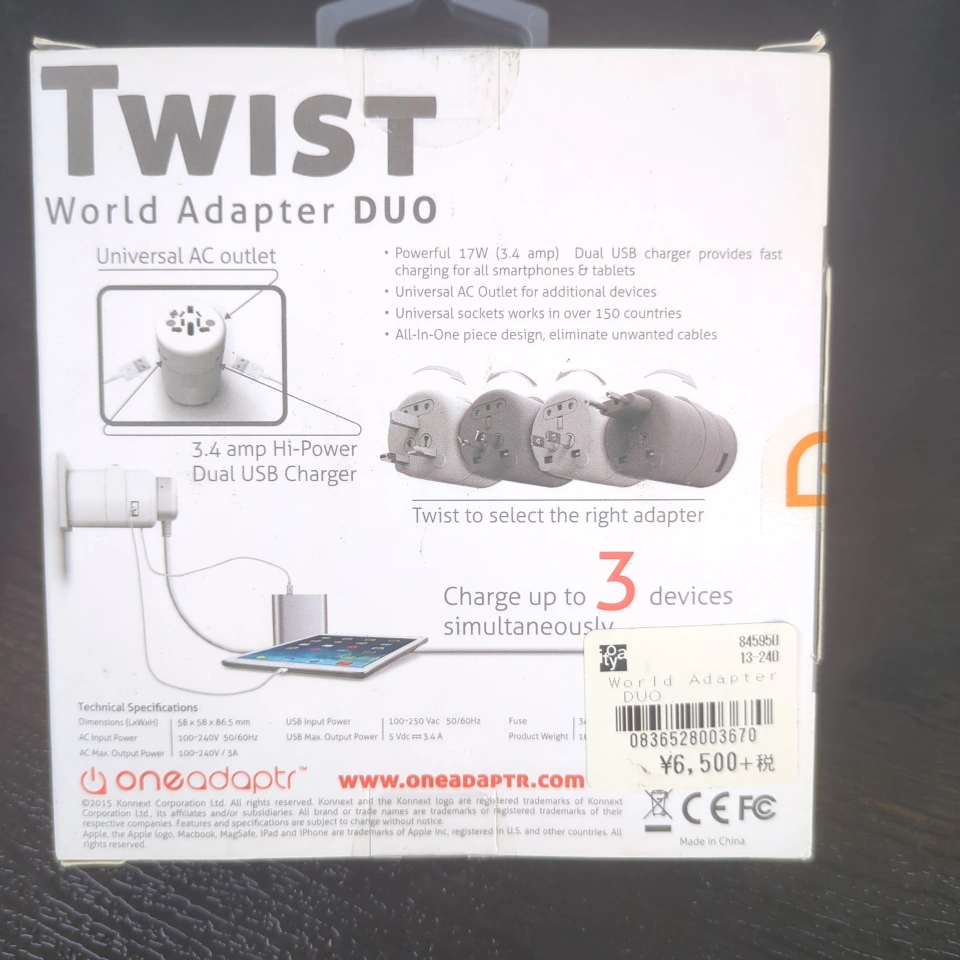 TWIST
World Adapter DUO
Universal AC outlet
• Powerful 17W (3.4 amp) Dual USB charger provides fast
charging for all smartphones & tablets
• Universal AC Outlet for additional devices
• Universal sockets works in over 150 countries
• All-In-One piece design, eliminate unwanted cables
3.4 amp Hi-Power
Dual USB Charger
Twist to select the right adapter
Charge up to 3 devices
simultaneously
845950
13-240
World Adapter
DUO
0836528003670
¥6,500+税
Technical Specifications
Dimensions (LxWxH) 58 x 58 x 86.5 mm USB Input Power 100-250 Vac 50/60Hz Fuse
AC Input Power 100-240V 50/60Hz USB Max. Output Power 5 Vdc ⎓ 3.4 A Product Weight
AC Max. Output Power 100-240V / 3A
oneadaptr™ www.oneadaptr.com
©2015 Konnext Corporation Ltd. All rights reserved. Konnext and the Konnext logo are registered trademarks of Konnext
Corporation Ltd., its affiliates and/or subsidiaries. All brand or trade names are trademarks or registered trademarks of their
respective companies. Features and specifications are subject to change without notice.
Apple, the Apple logo, Macbook, MagSafe, iPad and iPhone are trademarks of Apple inc, registered in U.S. and other countries. All
rights reserved.
CE FC
Made in China